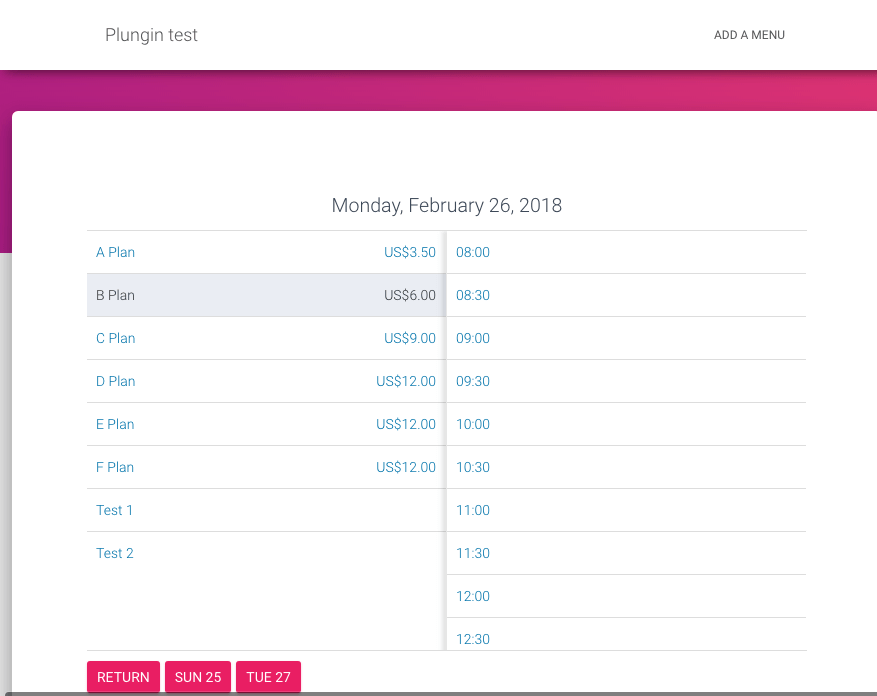 Plungin test
ADD A MENU
Monday, February 26, 2018
A Plan US$3.50
B Plan US$6.00
C Plan US$9.00
D Plan US$12.00
E Plan US$12.00
F Plan US$12.00
Test 1
Test 2
08:00
08:30
09:00
09:30
10:00
10:30
11:00
11:30
12:00
12:30
RETURN SUN 25 TUE 27